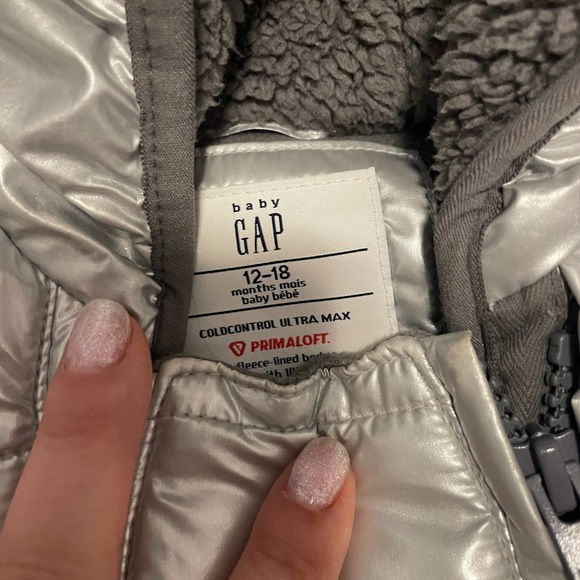 baby
GAP
12-18
months mois
baby bébé
COLDCONTROL ULTRA MAX
PRIMALOFT.
fleece-lined